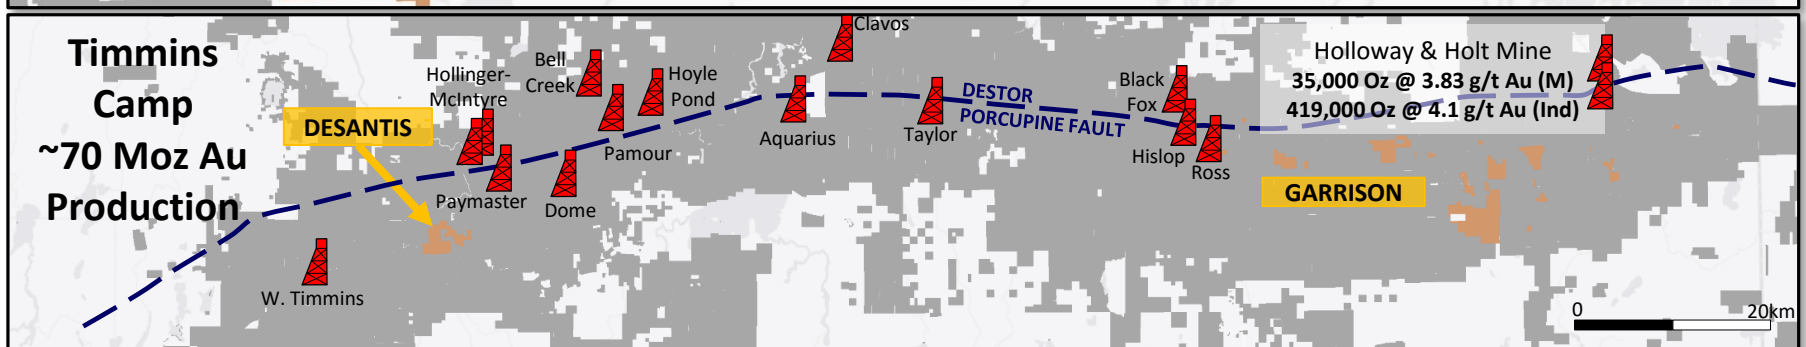 Timmins
Camp
~70 Moz Au
Production
DESANTIS
W. Timmins
Hollinger-
McIntyre
Paymaster
Bell
Creek
Dome
Hoyle
Pond
Pamour
Aquarius
Clavos
Taylor
DESTOR
PORCUPINE FAULT
Black
Fox
Hislop
Ross
Holloway & Holt Mine
35,000 Oz @ 3.83 g/t Au (M)
419,000 Oz @ 4.1 g/t Au (Ind)
GARRISON
0 20km